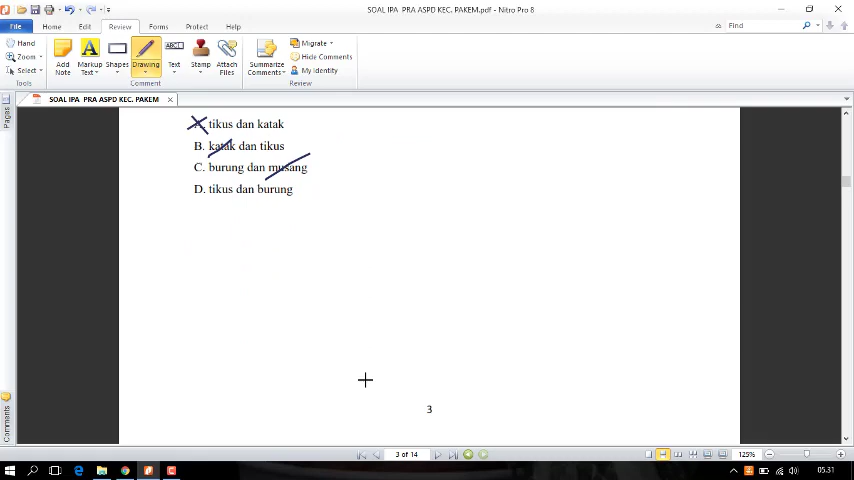 SOAL IPA PRA ASPD KEC. PAKEM.pdf - Nitro Pro 8
File Home Edit Review Forms Protect Help
Find
Hand
Zoom
Select
Tools
Add Note
Markup Text
Shapes
Drawing
Text
Stamp
Attach Files
Comment
Summarize Comments
Migrate
Hide Comments
My Identity
Review
SOAL IPA PRA ASPD KEC. PAKEM
Pages
A. tikus dan katak
B. katak dan tikus
C. burung dan musang
D. tikus dan burung
3
Comments
3 of 14
125%
05.31